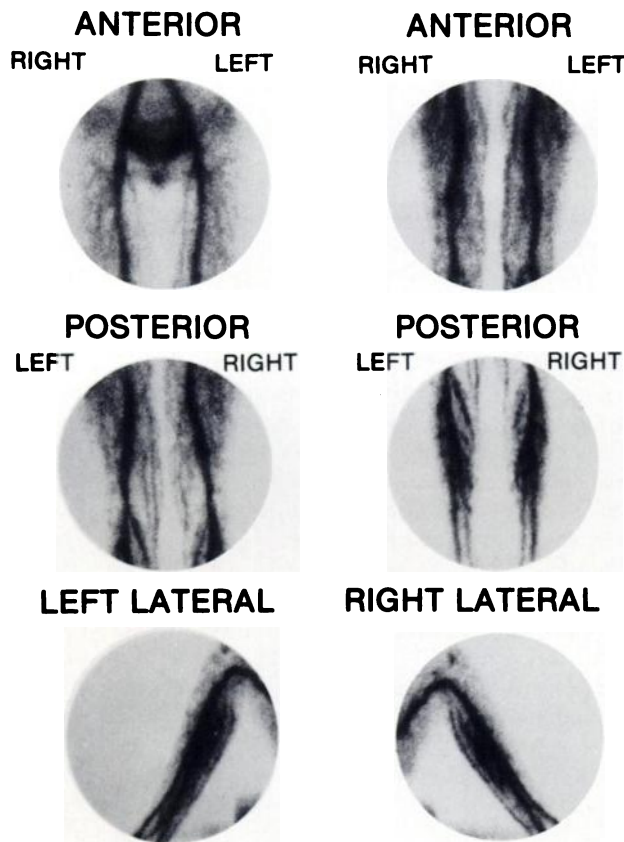 ANTERIOR ANTERIOR
RIGHT LEFT RIGHT LEFT
POSTERIOR POSTERIOR
LEFT RIGHT LEFT RIGHT
LEFT LATERAL RIGHT LATERAL